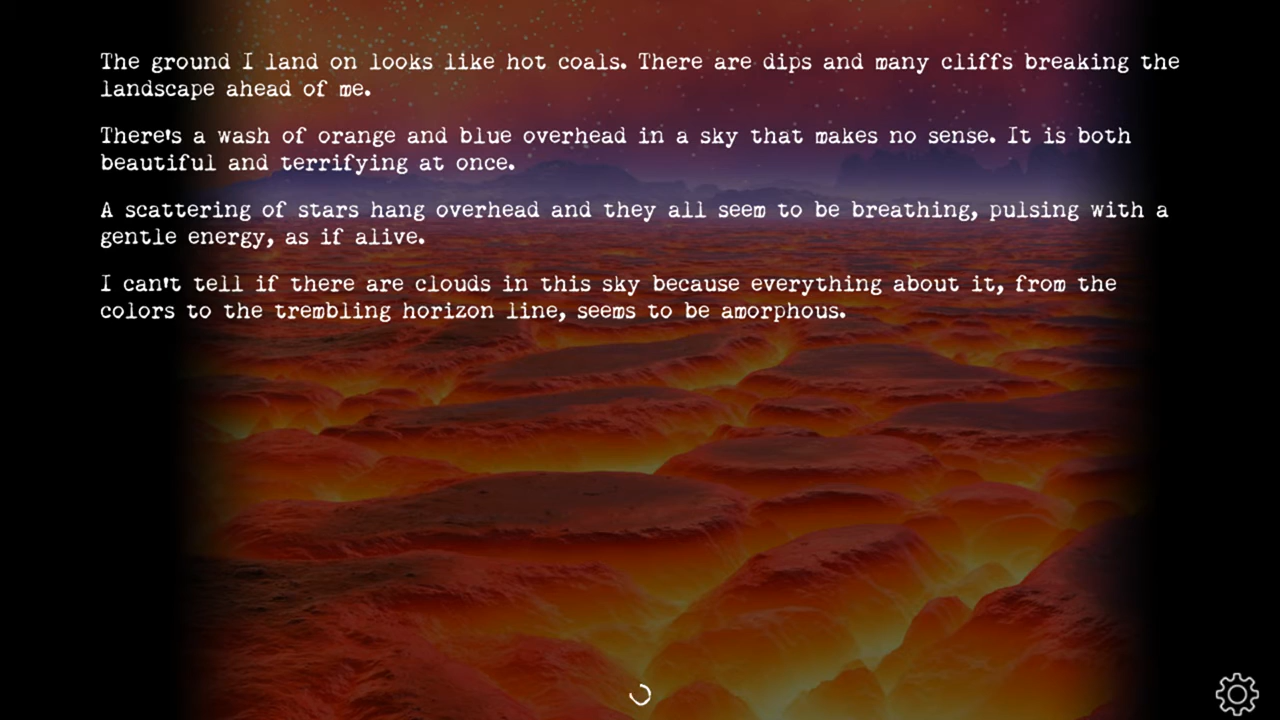 The ground I land on looks like hot coals. There are dips and many cliffs breaking the
landscape ahead of me.
There's a wash of orange and blue overhead in a sky that makes no sense. It is both
beautiful and terrifying at once.
A scattering of stars hang overhead and they all seem to be breathing, pulsing with a
gentle energy, as if alive.
I can't tell if there are clouds in this sky because everything about it, from the
colors to the trembling horizon line, seems to be amorphous.